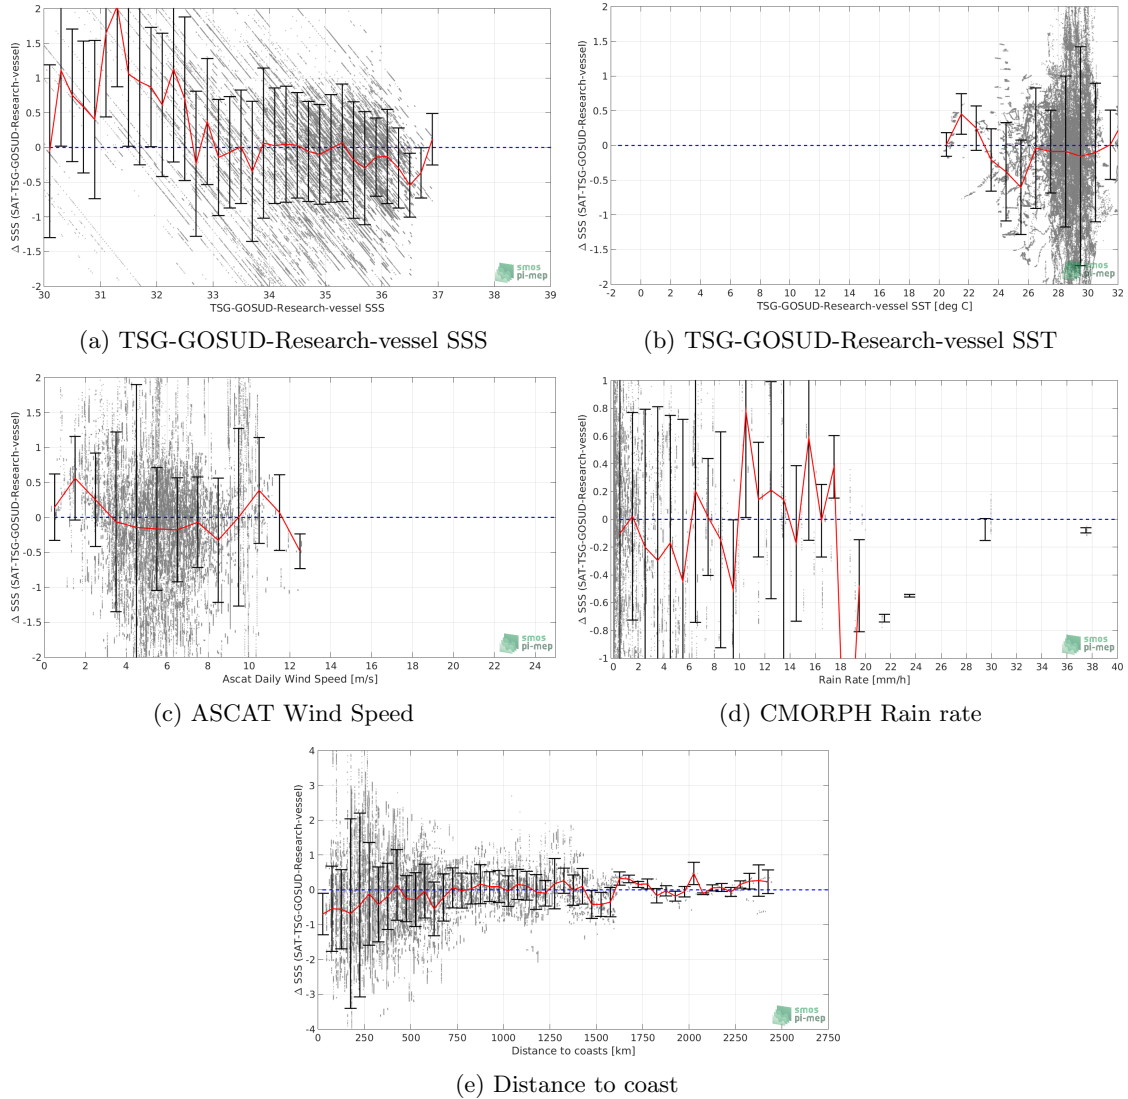 Δ SSS (SAT-TSG-GOSUD-Research-vessel)
2
1.5
1
0.5
0
-0.5
-1
-1.5
-2
30 31 32 33 34 35 36 37 38 39
TSG-GOSUD-Research-vessel SSS
smos
pi-mep
(a) TSG-GOSUD-Research-vessel SSS
Δ SSS (SAT-TSG-GOSUD-Research-vessel)
2
1.5
1
0.5
0
-0.5
-1
-1.5
-2
-2 0 2 4 6 8 10 12 14 16 18 20 22 24 26 28 30 32
TSG-GOSUD-Research-vessel SST [deg C]
smos
pi-mep
(b) TSG-GOSUD-Research-vessel SST
Δ SSS (SAT-TSG-GOSUD-Research-vessel)
2
1.5
1
0.5
0
-0.5
-1
-1.5
-2
0 2 4 6 8 10 12 14 16 18 20 22 24
Ascat Daily Wind Speed [m/s]
smos
pi-mep
(c) ASCAT Wind Speed
Δ SSS (SAT-TSG-GOSUD-Research-vessel)
1
0.8
0.6
0.4
0.2
0
-0.2
-0.4
-0.6
-0.8
-1
0 2 4 6 8 10 12 14 16 18 20 22 24 26 28 30 32 34 36 38 40
Rain Rate [mm/h]
smos
pi-mep
(d) CMORPH Rain rate
Δ SSS (SAT-TSG-GOSUD-Research-vessel)
4
3
2
1
0
-1
-2
-3
-4
0 250 500 750 1000 1250 1500 1750 2000 2250 2500 2750
Distance to coasts [km]
smos
pi-mep
(e) Distance to coast